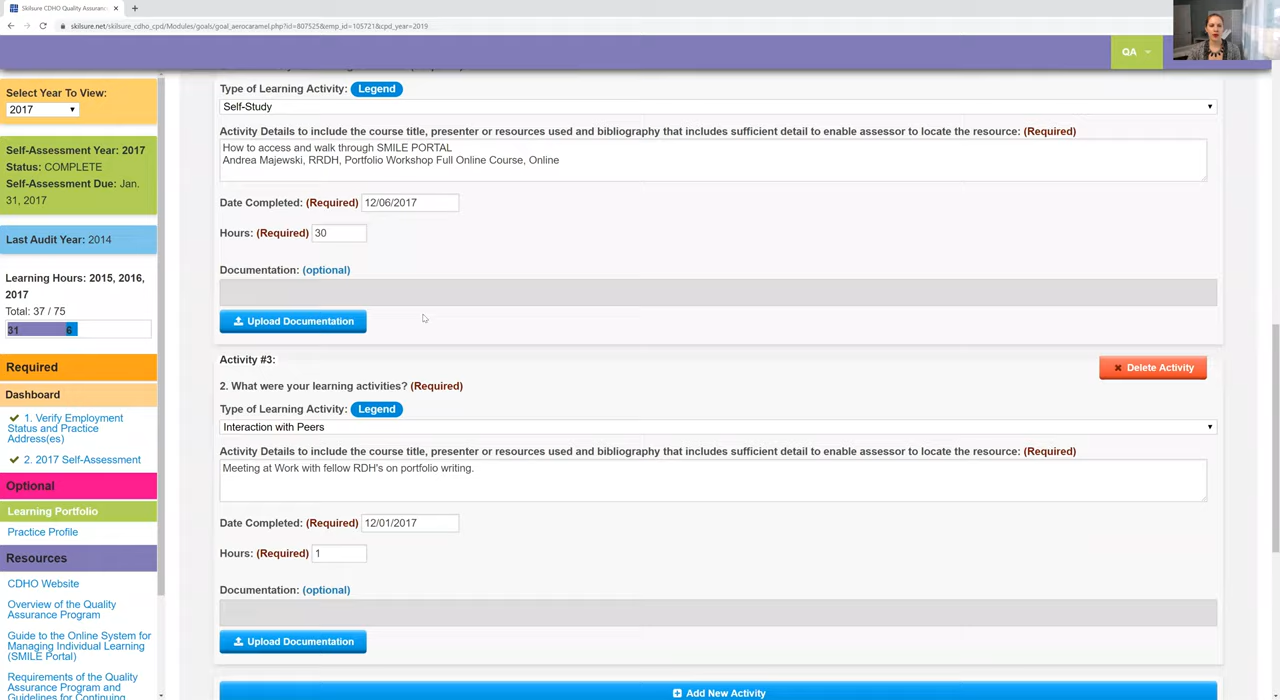 Skilsure CDHO Quality Assuranc
skilsure.net/skilsure_cdho_cpd/Modules/goals/goal_aerocaramel.php?id=807525&emp_id=105721&cpd_year=2019
QA
Select Year To View:
2017
Self-Assessment Year: 2017
Status: COMPLETE
Self-Assessment Due: Jan.
31, 2017
Last Audit Year: 2014
Learning Hours: 2015, 2016,
2017
Total: 37 / 75
31 6
Required
Dashboard
1. Verify Employment
Status and Practice
Address(es)
2. 2017 Self-Assessment
Optional
Learning Portfolio
Practice Profile
Resources
CDHO Website
Overview of the Quality
Assurance Program
Guide to the Online System for
Managing Individual Learning
(SMILE Portal)
Requirements of the Quality
Assurance Program and
Guidelines for Continuing
Type of Learning Activity: Legend
Self-Study
Activity Details to include the course title, presenter or resources used and bibliography that includes sufficient detail to enable assessor to locate the resource: (Required)
How to access and walk through SMILE PORTAL
Andrea Majewski, RRDH, Portfolio Workshop Full Online Course, Online
Date Completed: (Required) 12/06/2017
Hours: (Required) 30
Documentation: (optional)
Upload Documentation
Activity #3:
Delete Activity
2. What were your learning activities? (Required)
Type of Learning Activity: Legend
Interaction with Peers
Activity Details to include the course title, presenter or resources used and bibliography that includes sufficient detail to enable assessor to locate the resource: (Required)
Meeting at Work with fellow RDH's on portfolio writing.
Date Completed: (Required) 12/01/2017
Hours: (Required) 1
Documentation: (optional)
Upload Documentation
Add New Activity